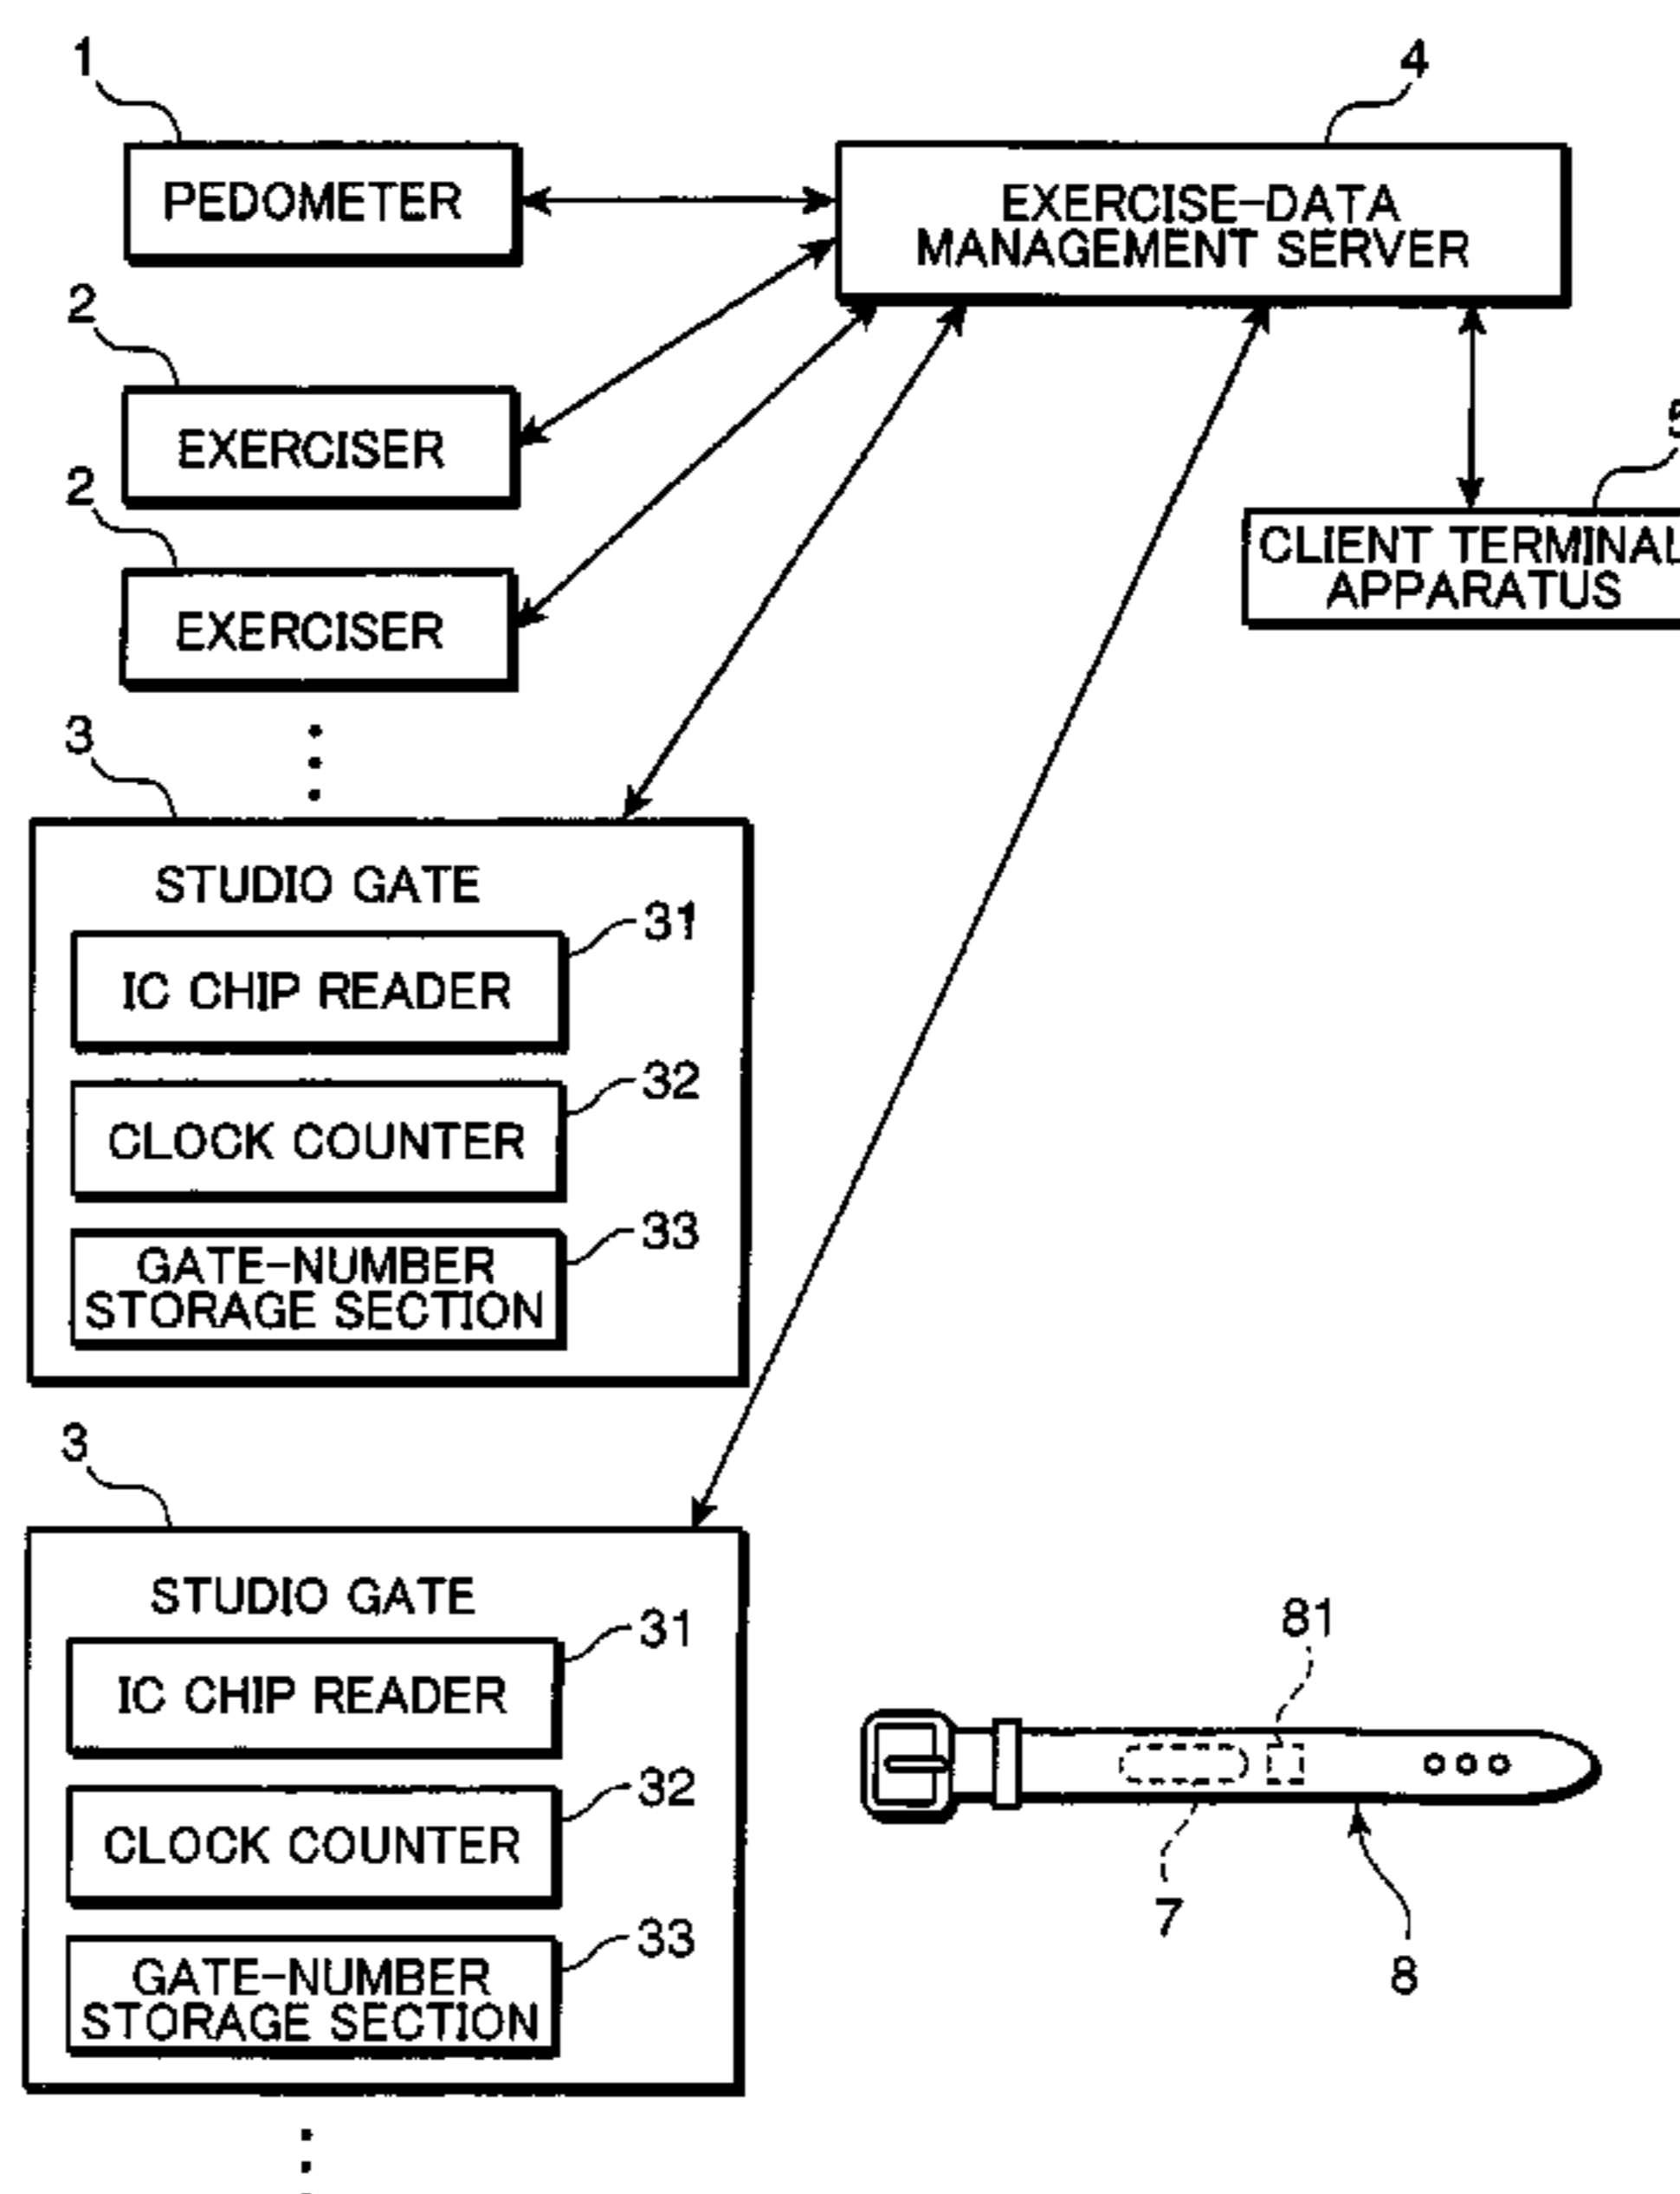 1
4
PEDOMETER
EXERCISE-DATA
MANAGEMENT SERVER
2
EXERCISER
2
EXERCISER
5
CLIENT TERMINAL
APPARATUS
3
STUDIO GATE
31
IC CHIP READER
32
CLOCK COUNTER
33
GATE-NUMBER
STORAGE SECTION
3
STUDIO GATE
31
IC CHIP READER
32
CLOCK COUNTER
33
GATE-NUMBER
STORAGE SECTION
81
7
8